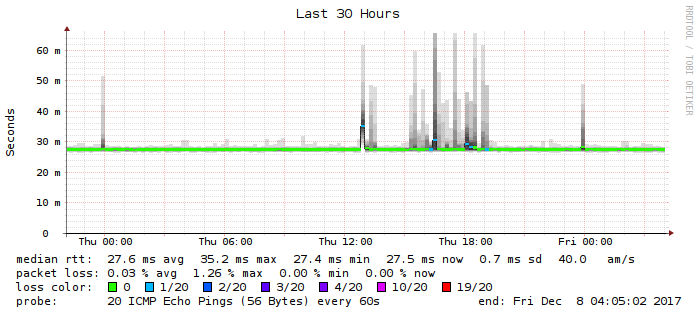 Last 30 Hours
RRDTOOL / TOBI OETIKER
Seconds
60 m
50 m
40 m
30 m
20 m
10 m
0
Thu 00:00 Thu 06:00 Thu 12:00 Thu 18:00 Fri 00:00
median rtt: 27.6 ms avg 35.2 ms max 27.4 ms min 27.5 ms now 0.7 ms sd 40.0 am/s
packet loss: 0.03 % avg 1.26 % max 0.00 % min 0.00 % now
loss color: 0 1/20 2/20 3/20 4/20 10/20 19/20
probe: 20 ICMP Echo Pings (56 Bytes) every 60s end: Fri Dec 8 04:05:02 2017